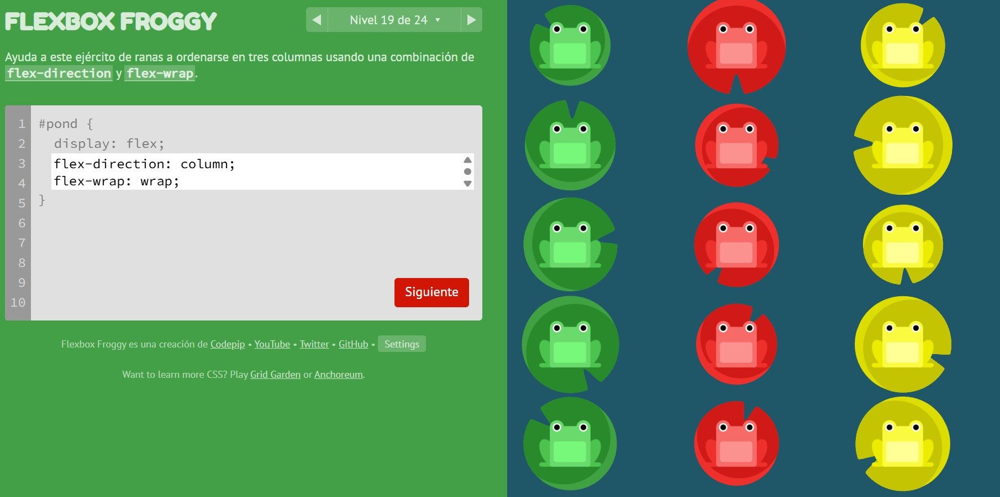 FLEXBOX FROGGY
Nivel 19 de 24
Ayuda a este ejército de ranas a ordenarse en tres columnas usando una combinación de
flex-direction y flex-wrap.
1 #pond {
2 display: flex;
3 flex-direction: column;
4 flex-wrap: wrap;
5 }
6
7
8
9
10
Siguiente
Flexbox Froggy es una creación de Codepip • YouTube • Twitter • GitHub • Settings
Want to learn more CSS? Play Grid Garden or Anchoreum.